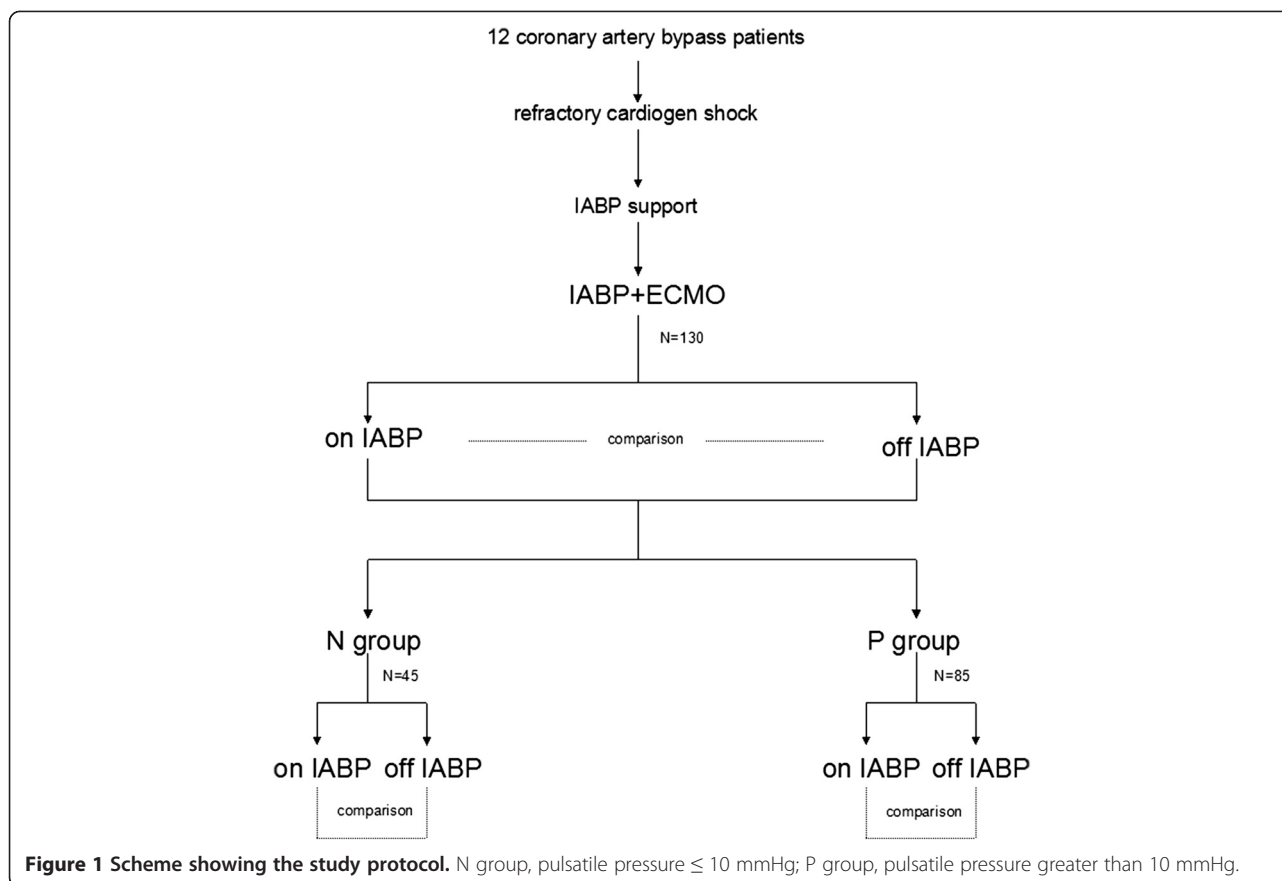 12 coronary artery bypass patients
refractory cardiogen shock
IABP support
IABP+ECMO
N=130
on IABP
comparison
off IABP
N group
P group
N=45
N=85
on IABP off IABP
on IABP off IABP
comparison
comparison
Figure 1 Scheme showing the study protocol. N group, pulsatile pressure ≤ 10 mmHg; P group, pulsatile pressure greater than 10 mmHg.